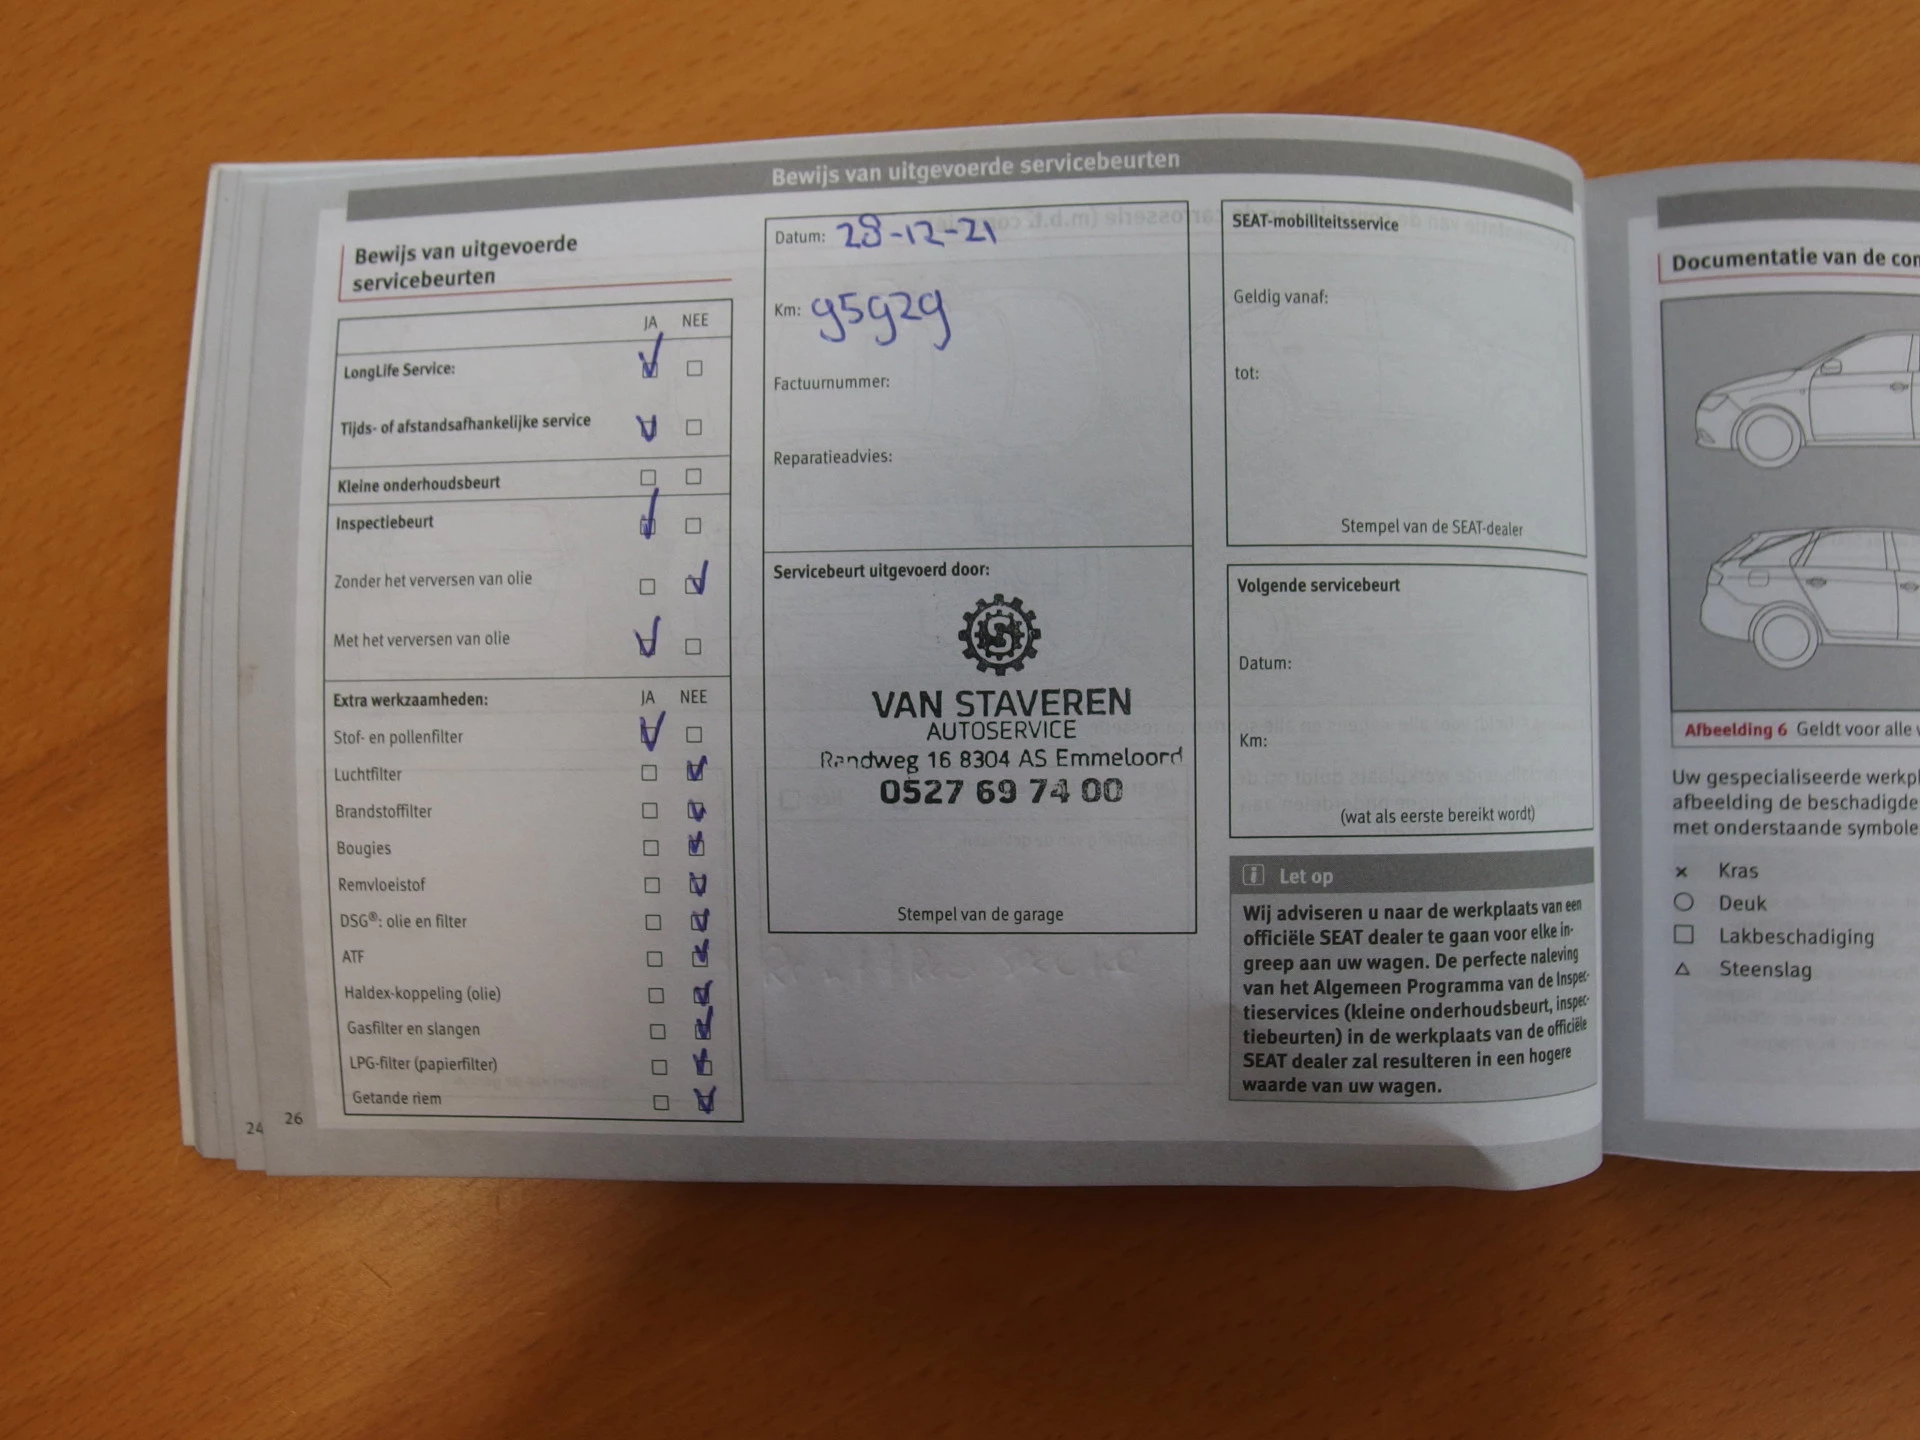 Bewijs van uitgevoerde servicebeurten
Bewijs van uitgevoerde
servicebeurten
JA NEE
LongLife Service:
Tijds- of afstandsafhankelijke service
Kleine onderhoudsbeurt
Inspectiebeurt
Zonder het verversen van olie
Met het verversen van olie
Extra werkzaamheden: JA NEE
Stof- en pollenfilter
Luchtfilter
Brandstoffilter
Bougies
Remvloeistof
DSG®: olie en filter
ATF
Haldex-koppeling (olie)
Gasfilter en slangen
LPG-filter (papierfilter)
Getande riem
24
26
Datum: 28-12-21
Km: 95929
Factuurnummer:
Reparatieadvies:
Servicebeurt uitgevoerd door:
S
VAN STAVEREN
AUTOSERVICE
Randweg 16 8304 AS Emmeloord
0527 69 74 00
Stempel van de garage
SEAT-mobiliteitsservice
Geldig vanaf:
tot:
Stempel van de SEAT-dealer
Volgende servicebeurt
Datum:
Km:
(wat als eerste bereikt wordt)
i Let op
Wij adviseren u naar de werkplaats van een
officiële SEAT dealer te gaan voor elke in-
greep aan uw wagen. De perfecte naleving
van het Algemeen Programma van de Inspec-
tieservices (kleine onderhoudsbeurt, inspec-
tiebeurten) in de werkplaats van de officiële
SEAT dealer zal resulteren in een hogere
waarde van uw wagen.
Documentatie van de
Afbeelding 6 Geldt voor alle
Uw gespecialiseerde
afbeelding de beschadigde
met onderstaande
Kras
Deuk
Lakbeschadiging
Steenslag